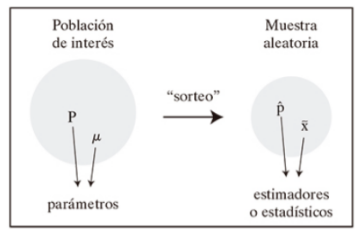 Población
de interés
Muestra
aleatoria
"sorteo"
P
μ
p̂
x̄
parámetros
estimadores
o estadísticos